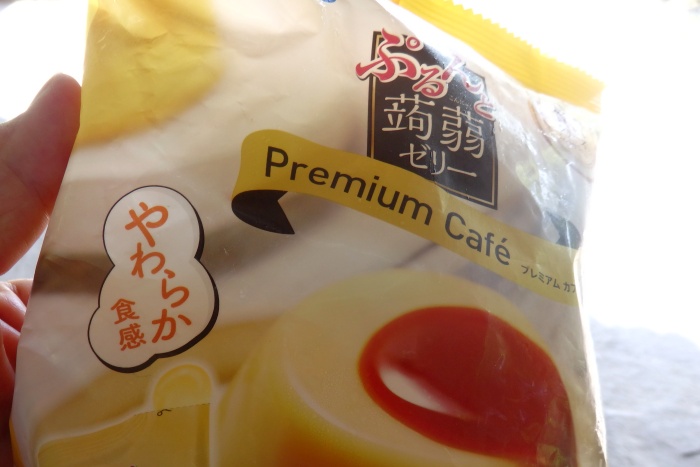 ぷるんと
蒟蒻
ゼリー
Premium Café
プレミアム カフ
やわらか
食感